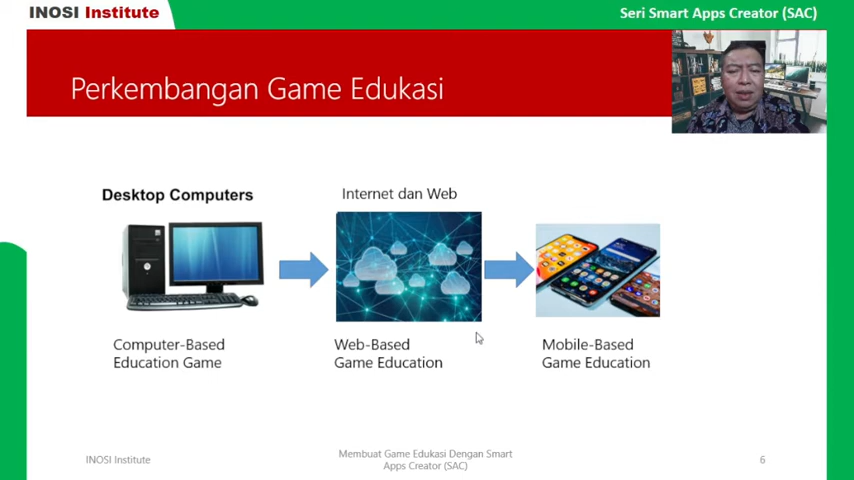 INOSI Institute
Seri Smart Apps Creator (SAC)
Perkembangan Game Edukasi
Desktop Computers
Internet dan Web
Computer-Based
Education Game
Web-Based
Game Education
Mobile-Based
Game Education
INOSI Institute
Membuat Game Edukasi Dengan Smart
Apps Creator (SAC)
6